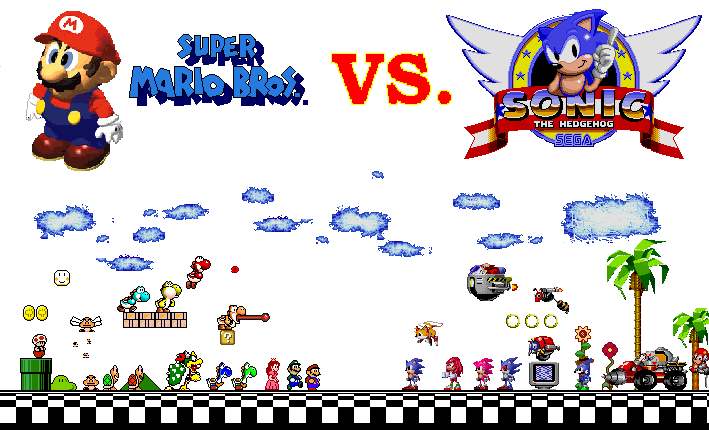 M
SUPER
MARIO BROS.
VS.
SONIC
THE HEDGEHOG
SEGA
?